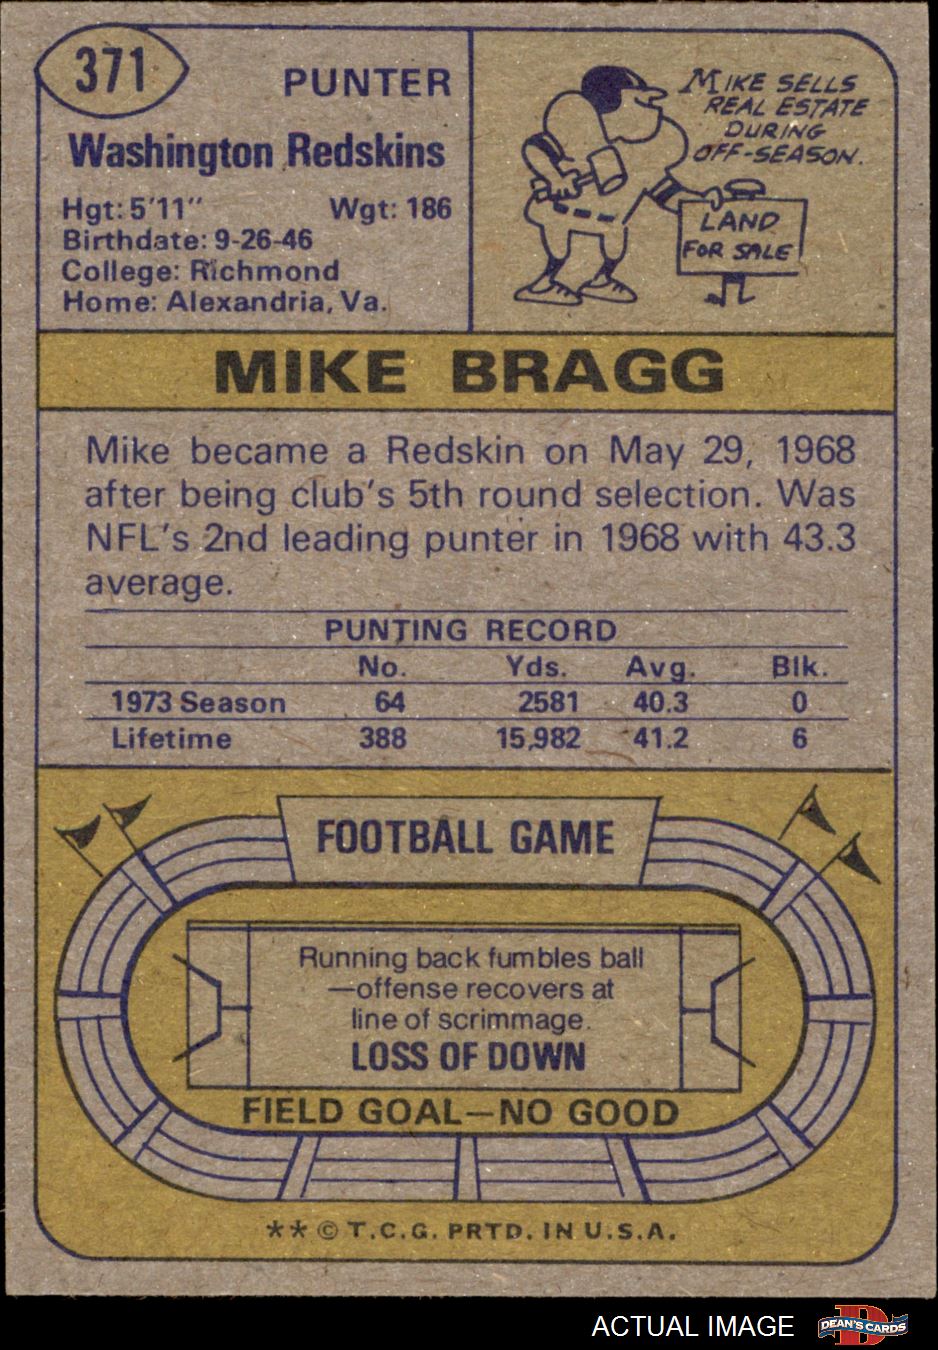 371
PUNTER
Washington Redskins
Hgt: 5'11" Wgt: 186
Birthdate: 9-26-46
College: Richmond
Home: Alexandria, Va.
MIKE SELLS
REAL ESTATE
DURING
OFF-SEASON.
LAND
FOR SALE
MIKE BRAGG
Mike became a Redskin on May 29, 1968
after being club's 5th round selection. Was
NFL's 2nd leading punter in 1968 with 43.3
average.
PUNTING RECORD
No. Yds. Avg. Blk.
1973 Season 64 2581 40.3 0
Lifetime 388 15,982 41.2 6
FOOTBALL GAME
Running back fumbles ball
—offense recovers at
line of scrimmage.
LOSS OF DOWN
FIELD GOAL—NO GOOD
** © T.C.G. PRTD. IN U.S.A.
ACTUAL IMAGE
D
DEAN'S CARDS